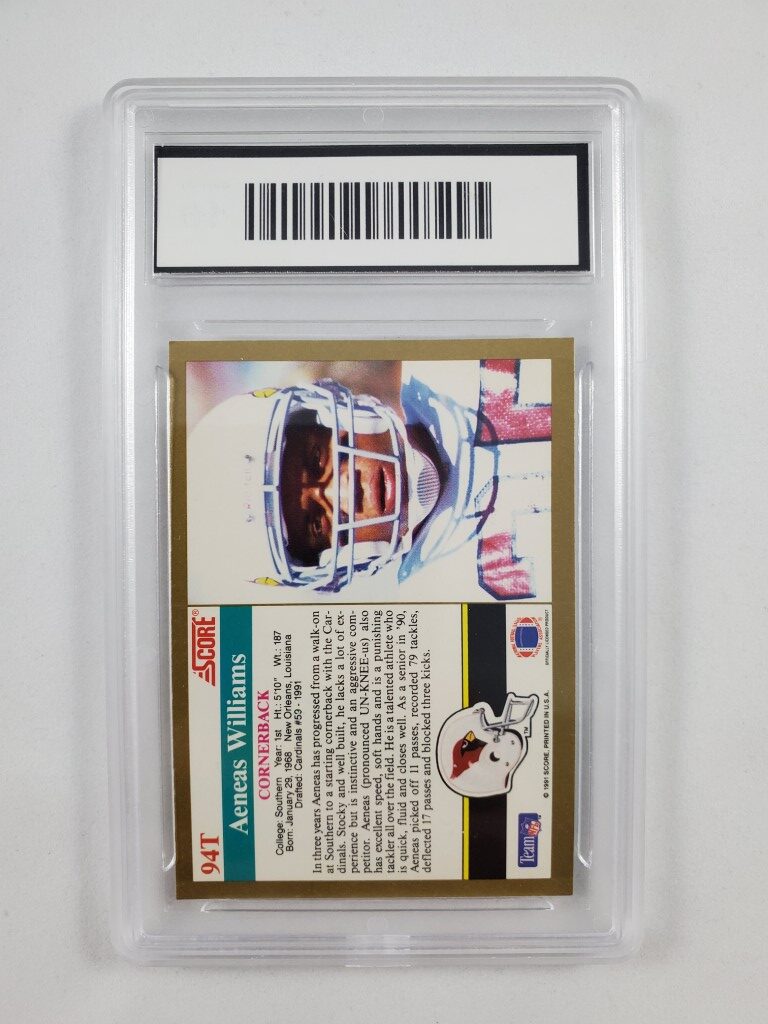 94T
SCORE®
Aeneas Williams
CORNERBACK
College: Southern Year: 1st Ht.: 5'10" Wt.: 187
Born: January 29, 1968 New Orleans, Louisiana
Drafted: Cardinals #59 - 1991
In three years Aeneas has progressed from a walk-on
at Southern to a starting cornerback with the Car-
dinals. Stocky and well built, he lacks a lot of ex-
perience but is instinctive and an aggressive com-
petitor. Aeneas (pronounced UN-KNEE-us) also
has excellent speed, soft hands and is a punishing
tackler all over the field. He is a talented athlete who
is quick, fluid and closes well. As a senior in '90,
Aeneas picked off 11 passes, recorded 79 tackles,
deflected 17 passes and blocked three kicks.
TM
Team NFL
© 1991 SCORE, PRINTED IN U.S.A.